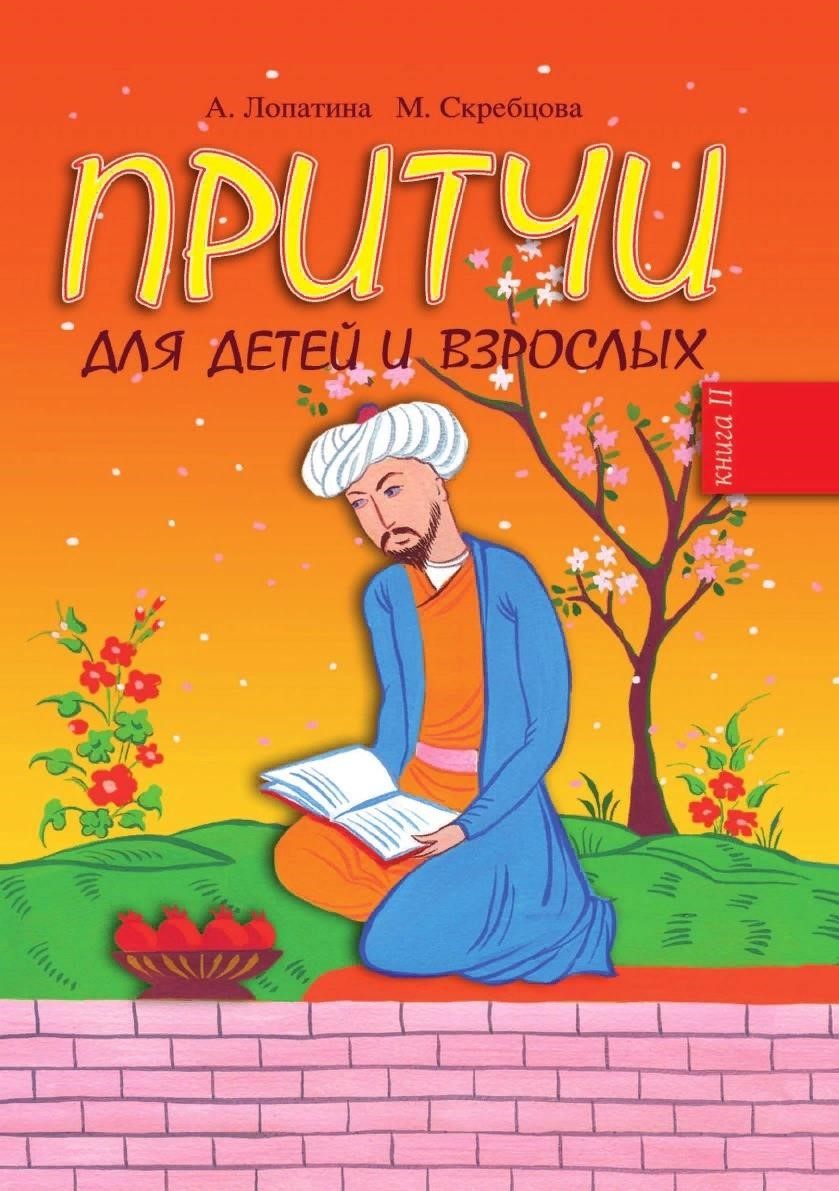 А. Лопатина М. Скребцова
ПРИТЧИ
ДЛЯ ДЕТЕЙ И ВЗРОСЛЫХ
книга II